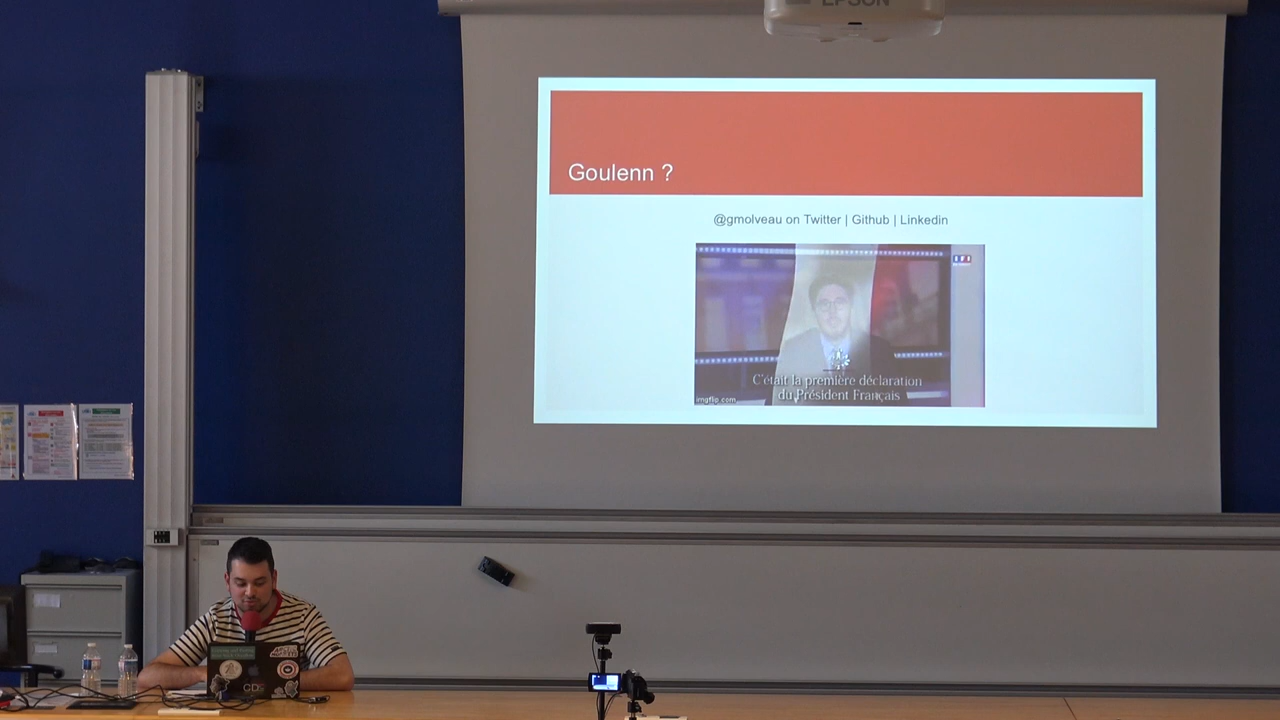 EPSON
Goulenn ?
@gmolveau on Twitter | Github | Linkedin
TF1
C'était la première déclaration
du Président Français
imgflip.com